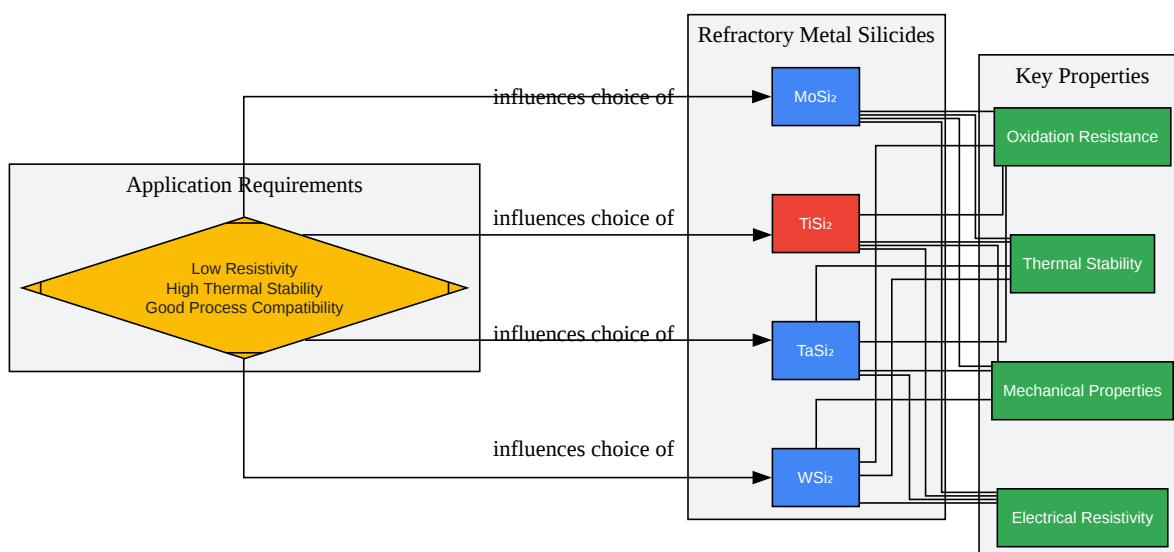 Refractory Metal Silicides
Key Properties
Application Requirements
Low Resistivity
High Thermal Stability
Good Process Compatibility
influences choice of
influences choice of
influences choice of
influences choice of
MoSi₂
TiSi₂
TaSi₂
WSi₂
Oxidation Resistance
Thermal Stability
Mechanical Properties
Electrical Resistivity